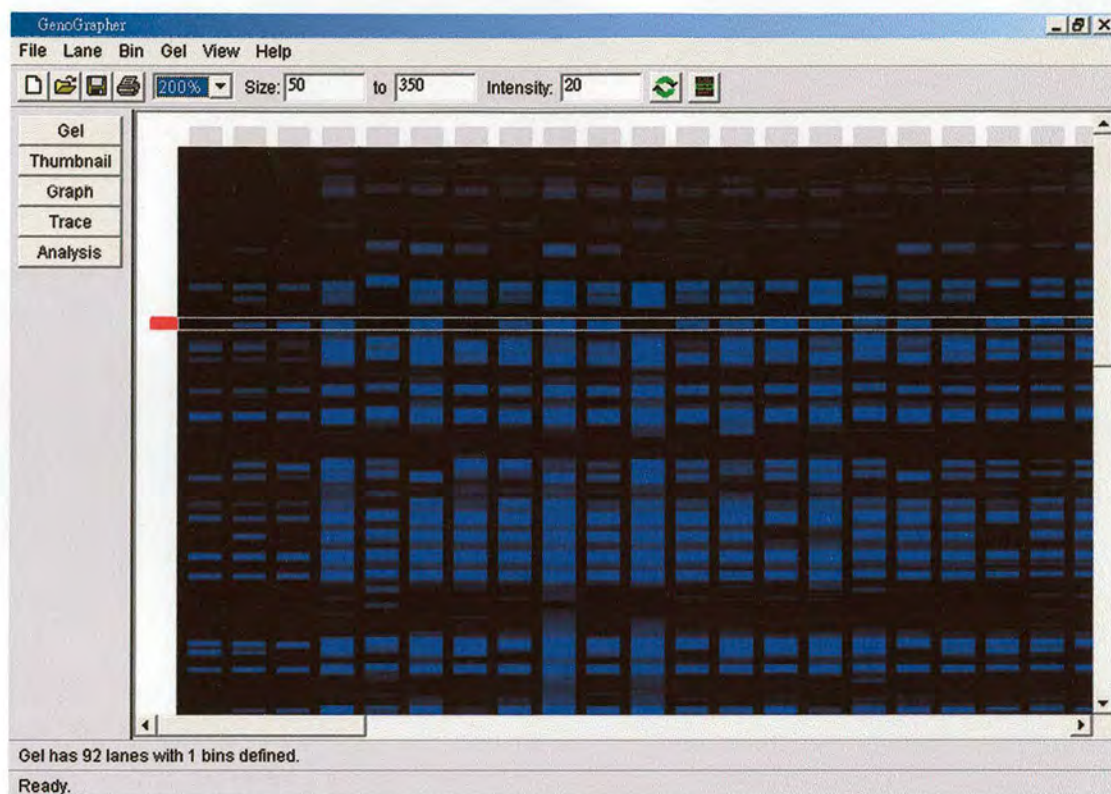 GenoGrapher
File Lane Bin Gel View Help
200% Size: 50 to 350 Intensity: 20
Gel
Thumbnail
Graph
Trace
Analysis
Gel has 92 lanes with 1 bins defined.
Ready.